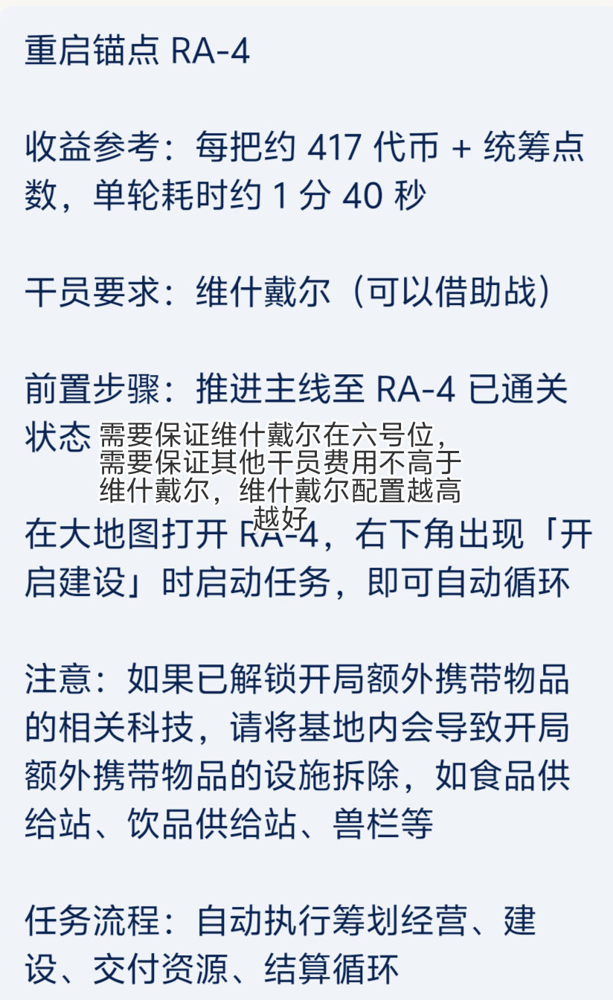 重启锚点 RA-4
收益参考：每把约 417 代币 + 统筹点
数，单轮耗时约 1 分 40 秒
干员要求：维什戴尔（可以借助战）
前置步骤：推进主线至 RA-4 已通关
状态
需要保证维什戴尔在六号位，
需要保证其他干员费用不高于
维什戴尔，维什戴尔配置越高
越好
在大地图打开 RA-4，右下角出现「开
启建设」时启动任务，即可自动循环
注意：如果已解锁开局额外携带物品
的相关科技，请将基地内会导致开局
额外携带物品的设施拆除，如食品供
给站、饮品供给站、兽栏等
任务流程：自动执行筹划经营、建
设、交付资源、结算循环